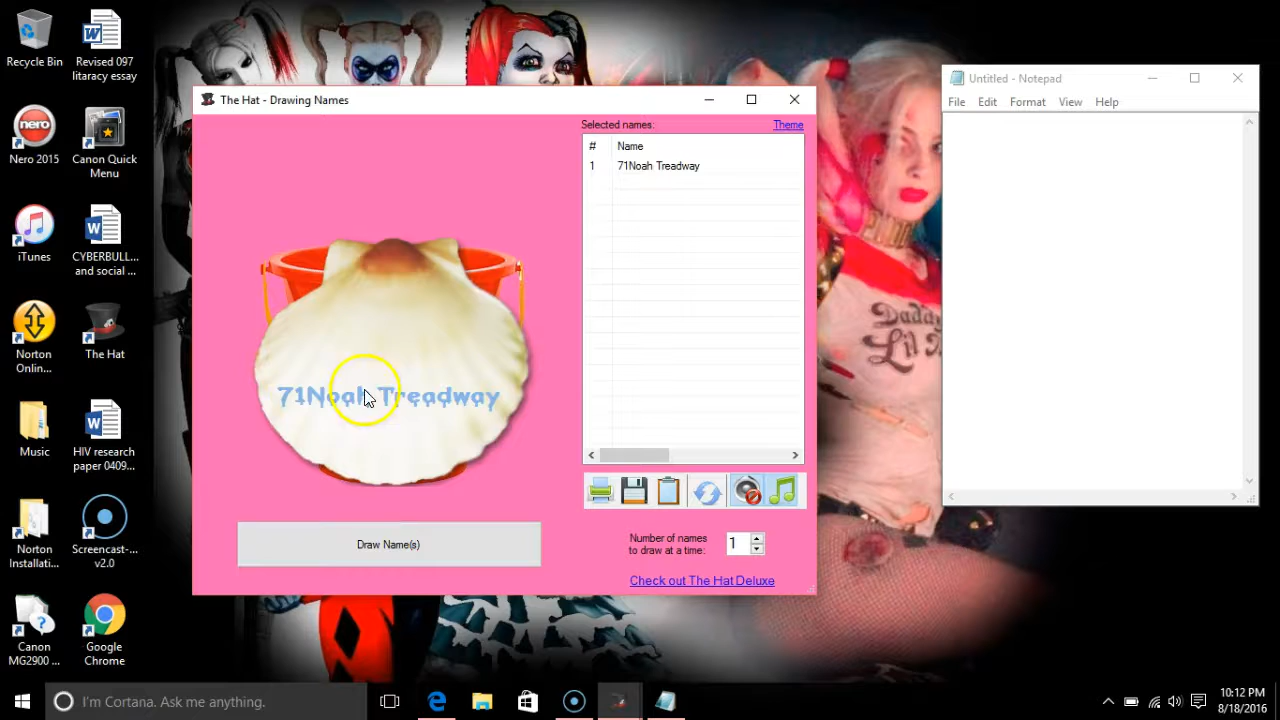 Recycle Bin
Revised 097
litaracy essay
Nero 2015
Canon Quick
Menu
iTunes
CYBERBULL...
and social ...
Norton
Onlin...
The Hat
Music
HIV research
paper 0409...
Norton
Installati...
Screencast-...
v2.0
Canon
MG2900 ...
Google
Chrome
The Hat - Drawing Names
Selected names:
Theme
# Name
1 71Noah Treadway
71Noah Treadway
Draw Name(s)
Number of names
to draw at a time:
1
Check out The Hat Deluxe
Untitled - Notepad
File Edit Format View Help
Daddy
Lil
nero
I'm Cortana. Ask me anything.
10:12 PM
8/18/2016